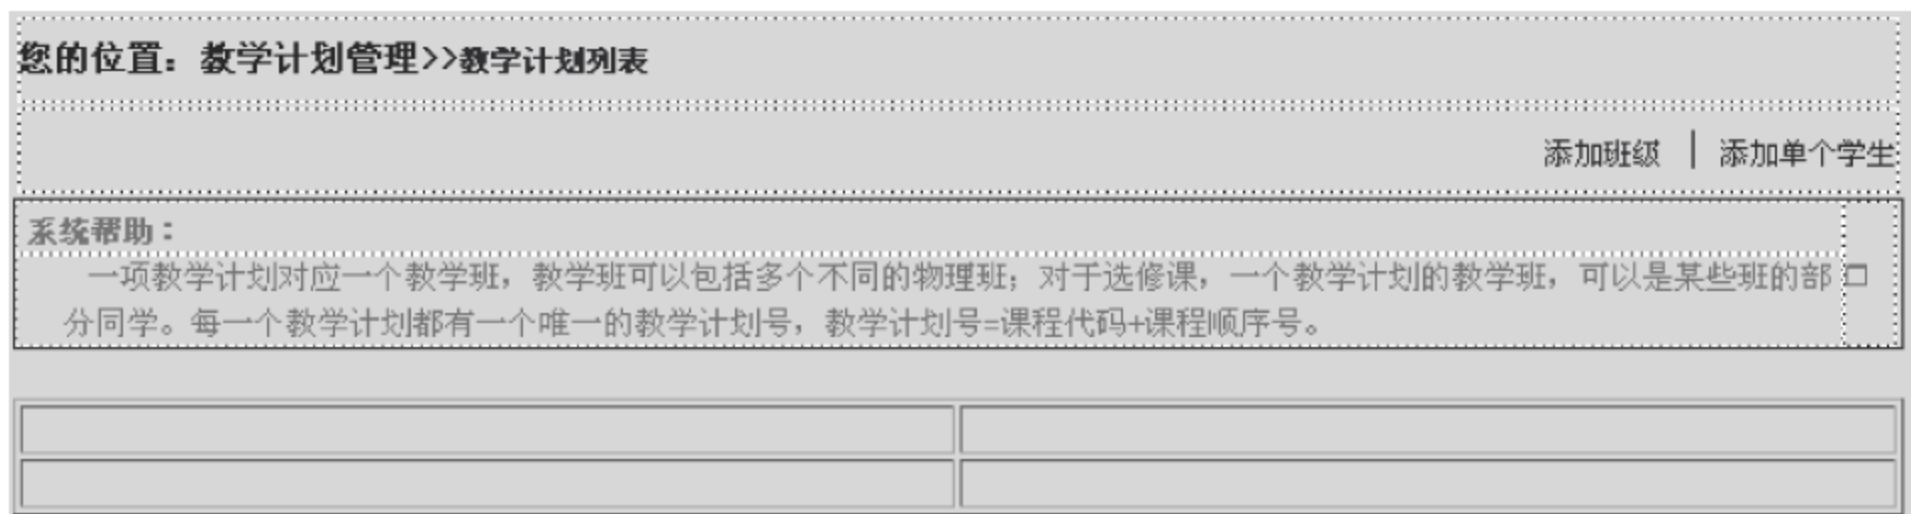 您的位置：教学计划管理>>教学计划列表
添加班级 | 添加单个学生
系统帮助：
一项教学计划对应一个教学班，教学班可以包括多个不同的物理班；对于选修课，一个教学计划的教学班，可以是某些班的部
分同学。每一个教学计划都有一个唯一的教学计划号，教学计划号=课程代码+课程顺序号。